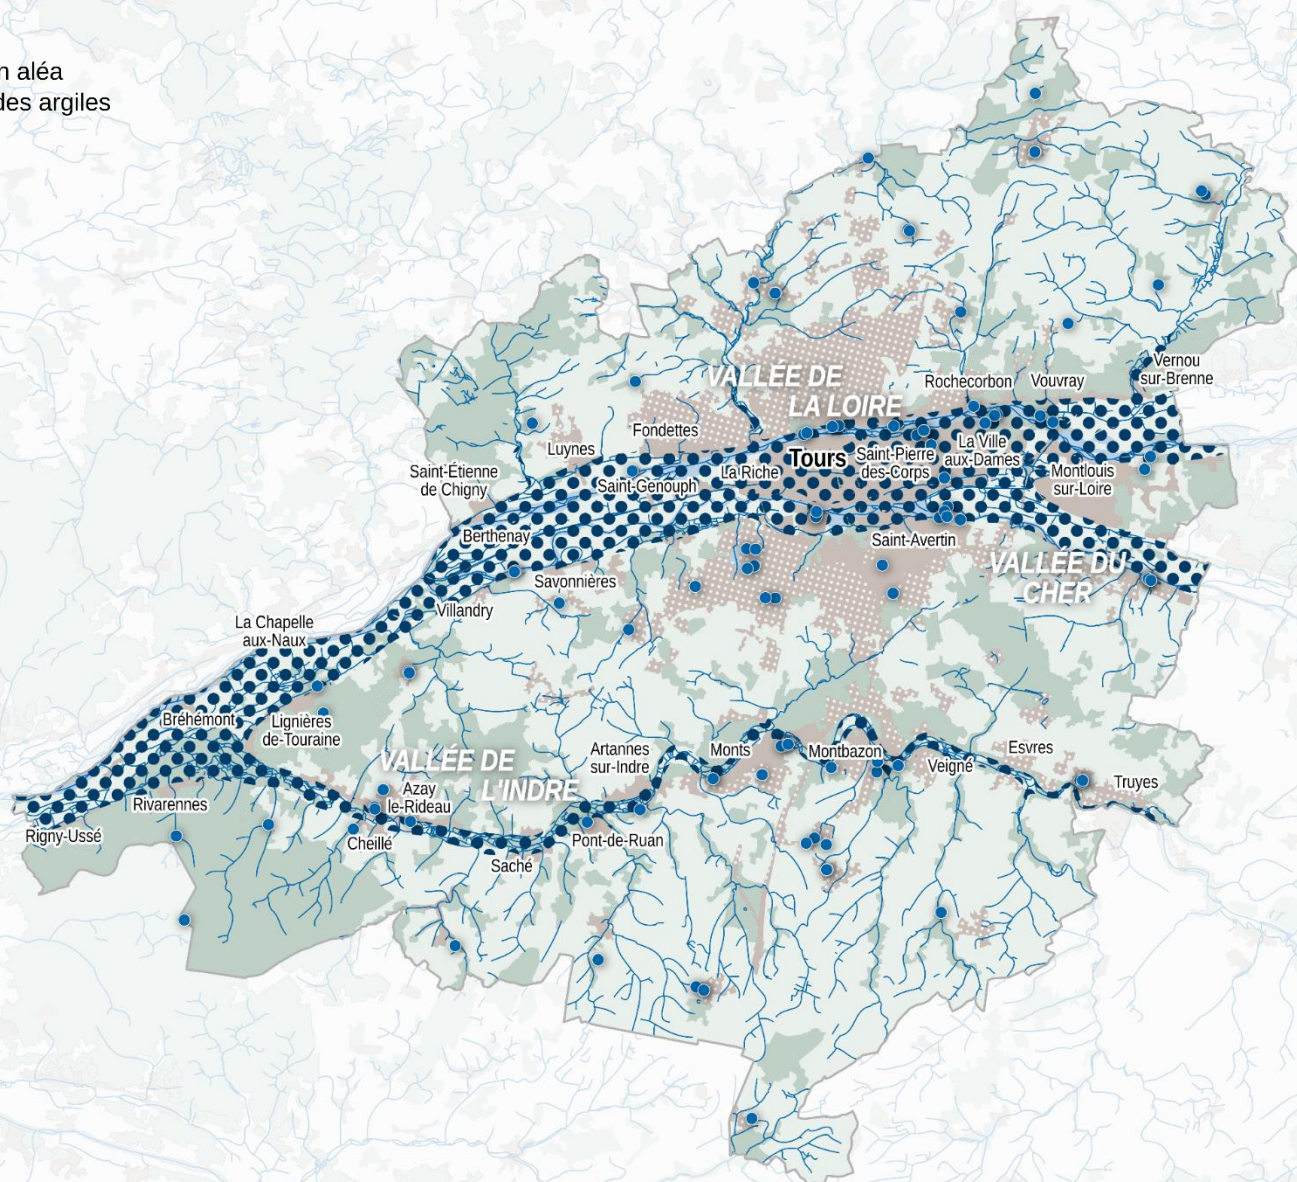 n aléa
des argiles
Vernou
sur-Brenne
VALLÉE DE
LA LOIRE
Rochecorbon
Vouvray
Fondettes
Luynes
Tours
Saint-Pierre
des-Corps
La Ville
aux-Dames
La Riche
Saint-Étienne
de Chigny
Saint-Genouph
Montlouis
sur-Loire
Berthenay
Saint-Avertin
VALLÉE DU
CHER
Savonnières
Villandry
La Chapelle
aux-Naux
Bréhémont
Lignières
de-Touraine
VALLÉE DE
L'INDRE
Artannes
sur-Indre
Monts
Montbazon
Veigné
Esvres
Truyes
Azay
le-Rideau
Rivarennes
Rigny-Ussé
Cheillé
Pont-de-Ruan
Saché